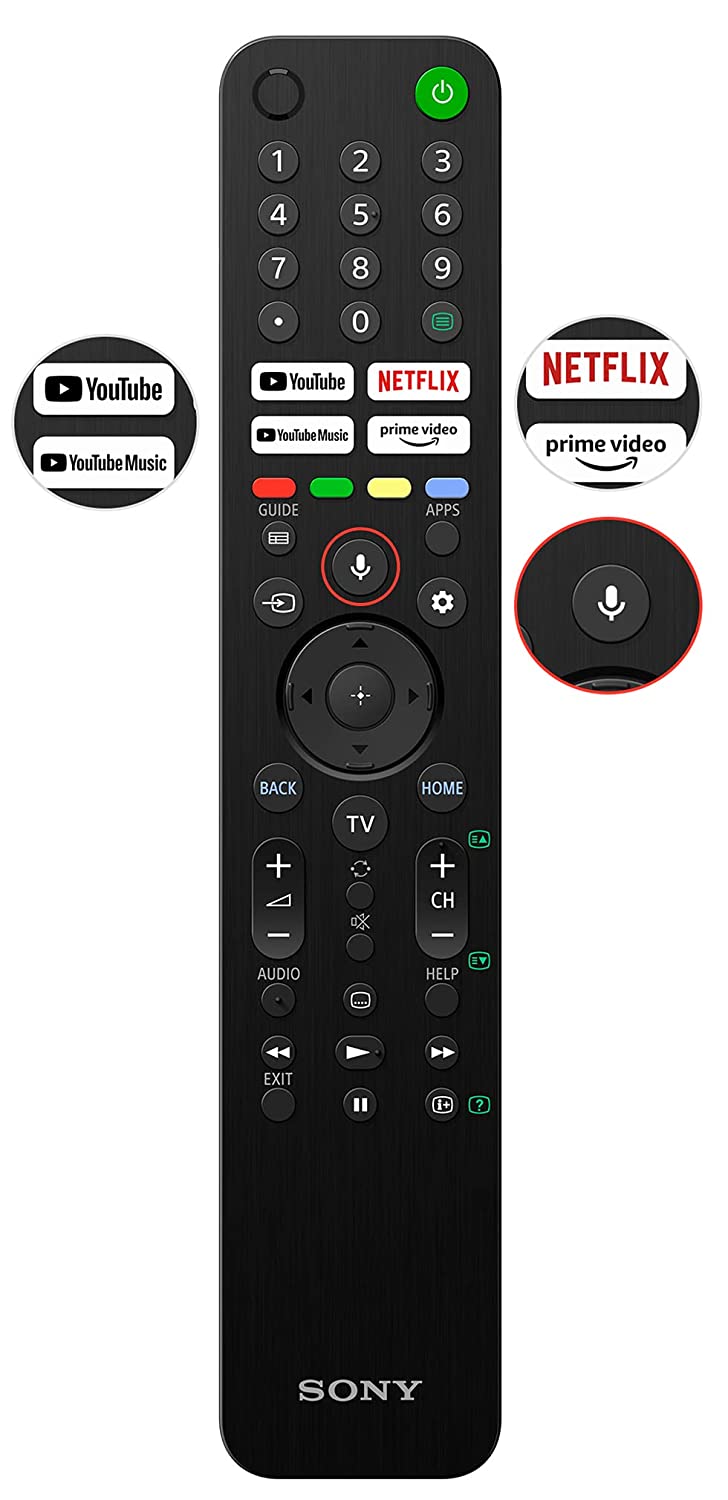 1 2 3
4 5 6
7 8 9
0
YouTube NETFLIX
YouTube Music prime video
YouTube
YouTube Music
NETFLIX
prime video
GUIDE APPS
BACK HOME
TV
+ +
CH
− −
AUDIO HELP
EXIT
i+ ?
SONY